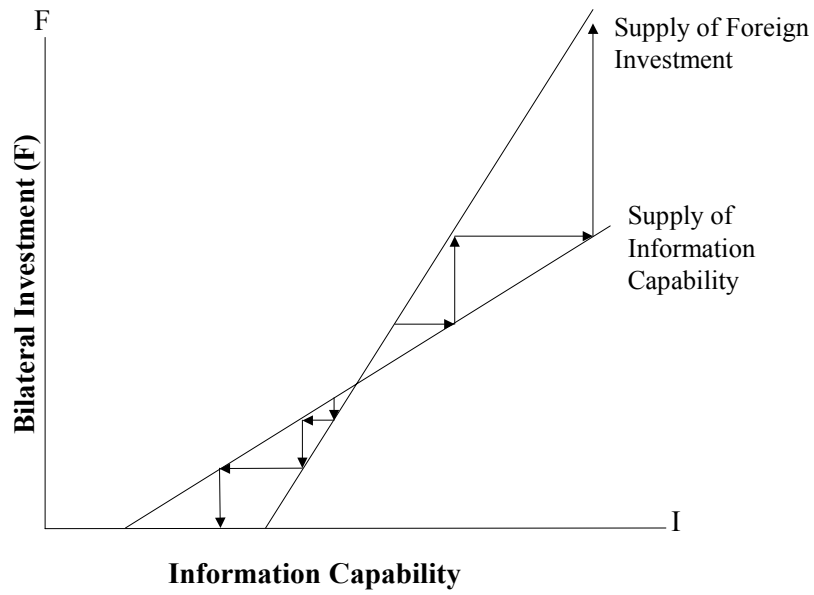 F
Supply of Foreign
Investment
Bilateral Investment (F)
Supply of
Information
Capability
I
Information Capability